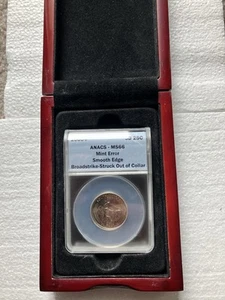 ANACS - MS66
Mint Error
Smooth Edge
Broadstrike-Struck Out of Collar